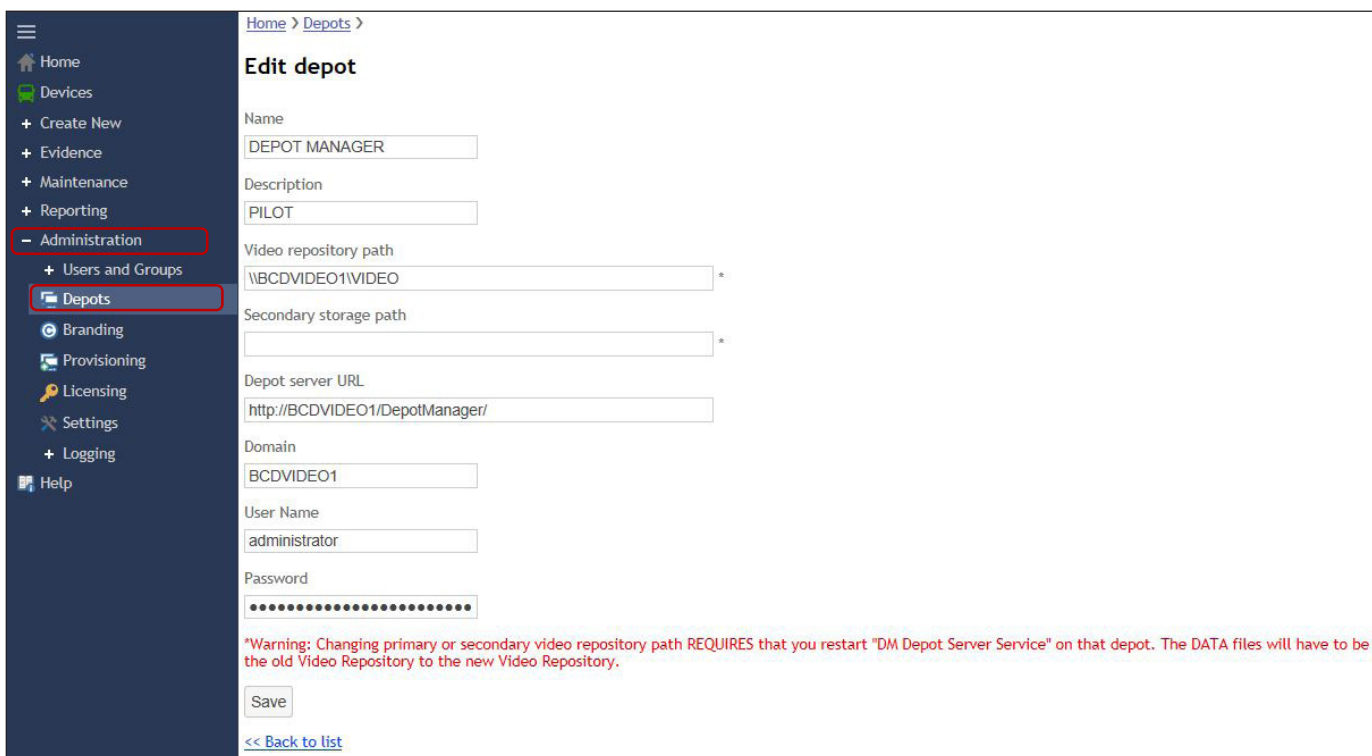 Home
Devices
+ Create New
+ Evidence
+ Maintenance
+ Reporting
− Administration
+ Users and Groups
Depots
Branding
Provisioning
Licensing
Settings
+ Logging
Help
Home > Depots >
Edit depot
Name
DEPOT MANAGER
Description
PILOT
Video repository path
\\BCDVIDEO1\VIDEO *
Secondary storage path
*
Depot server URL
http://BCDVIDEO1/DepotManager/
Domain
BCDVIDEO1
User Name
administrator
Password
••••••••••••••••••••••••
*Warning: Changing primary or secondary video repository path REQUIRES that you restart "DM Depot Server Service" on that depot. The DATA files will have to be
the old Video Repository to the new Video Repository.
Save
<< Back to list